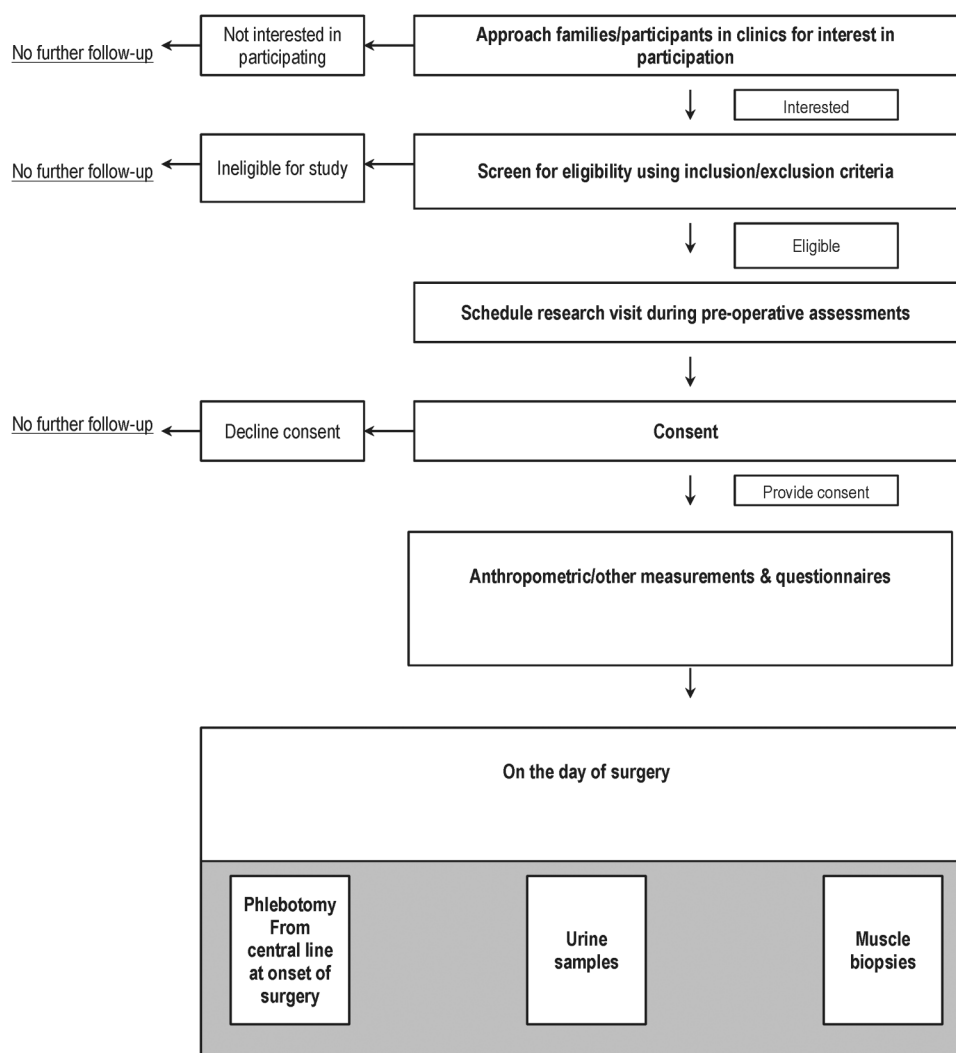 No further follow-up
Not interested in
participating
Approach families/participants in clinics for interest in
participation
Interested
No further follow-up
Ineligible for study
Screen for eligibility using inclusion/exclusion criteria
Eligible
Schedule research visit during pre-operative assessments
No further follow-up
Decline consent
Consent
Provide consent
Anthropometric/other measurements & questionnaires
On the day of surgery
Phlebotomy
From
central line
at onset of
surgery
Urine
samples
Muscle
biopsies